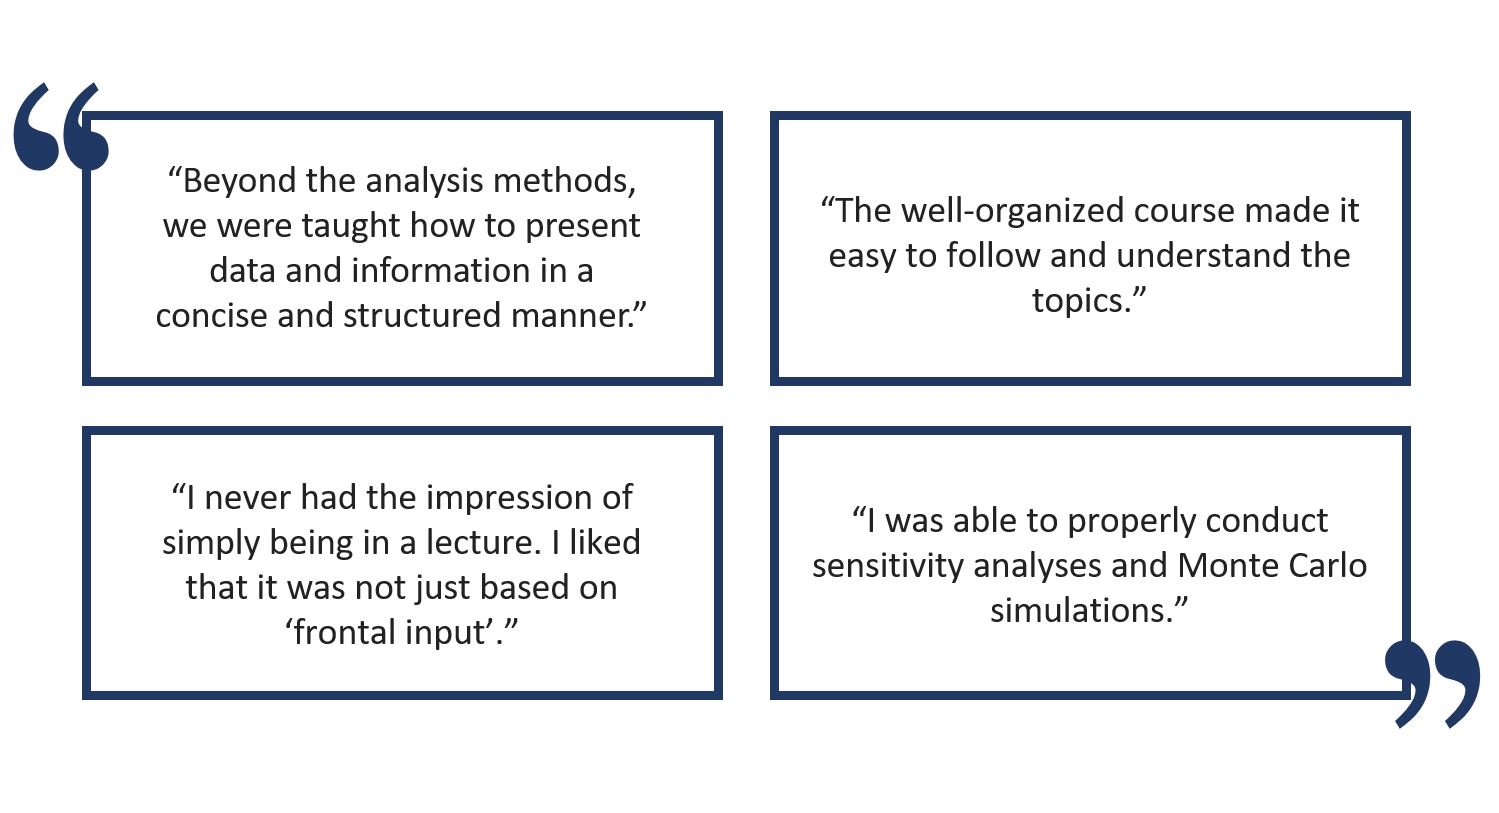 “Beyond the analysis methods,
we were taught how to present
data and information in a
concise and structured manner.”
“The well-organized course made it
easy to follow and understand the
topics.”
“I never had the impression of
simply being in a lecture. I liked
that it was not just based on
‘frontal input’.”
“I was able to properly conduct
sensitivity analyses and Monte Carlo
simulations.”